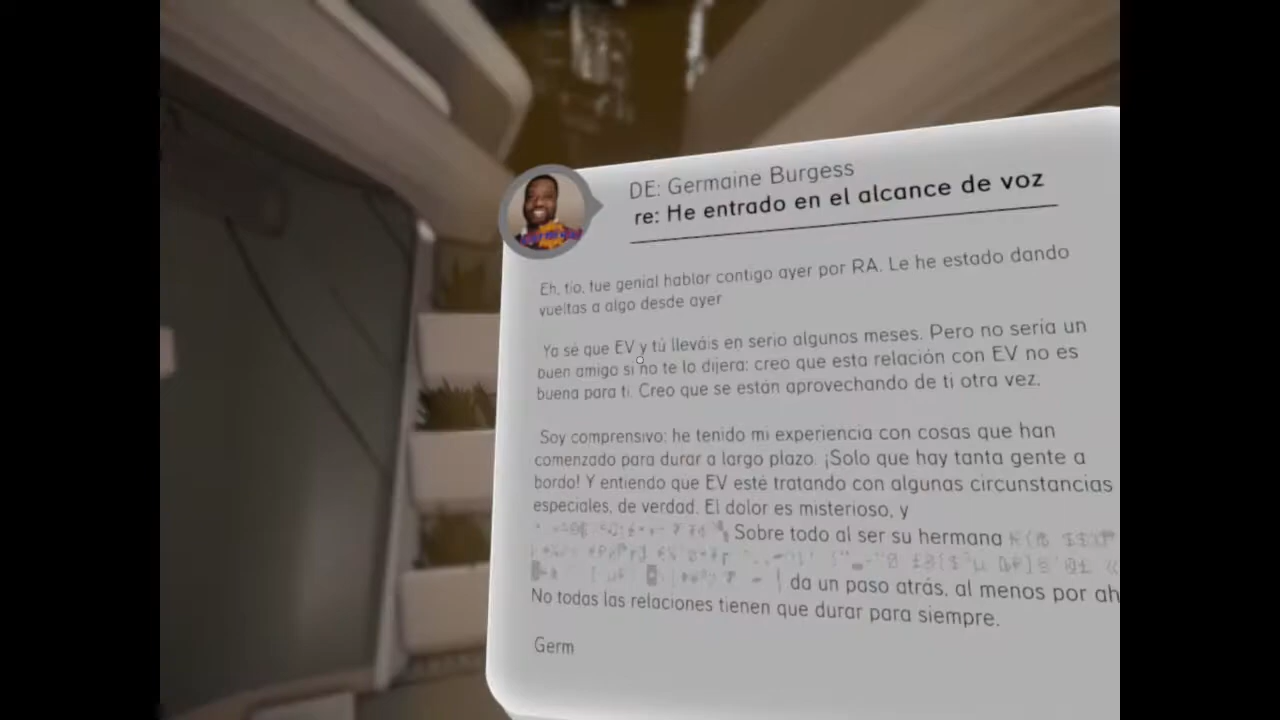 DE: Germaine Burgess
re: He entrado en el alcance de voz
Eh, tío, fue genial hablar contigo ayer por RA. Le he estado dando
vueltas a algo desde ayer
Ya sé que EV y tú lleváis en serio algunos meses. Pero no sería un
buen amigo si no te lo dijera: creo que esta relación con EV no es
buena para ti. Creo que se están aprovechando de ti otra vez.
Soy comprensivo: he tenido mi experiencia con cosas que han
comenzado para durar a largo plazo. ¡Solo que hay tanta gente a
bordo! Y entiendo que EV esté tratando con algunas circunstancias
especiales, de verdad. El dolor es misterioso, y
Sobre todo al ser su hermana
da un paso atrás, al menos por ah
No todas las relaciones tienen que durar para siempre.
Germ